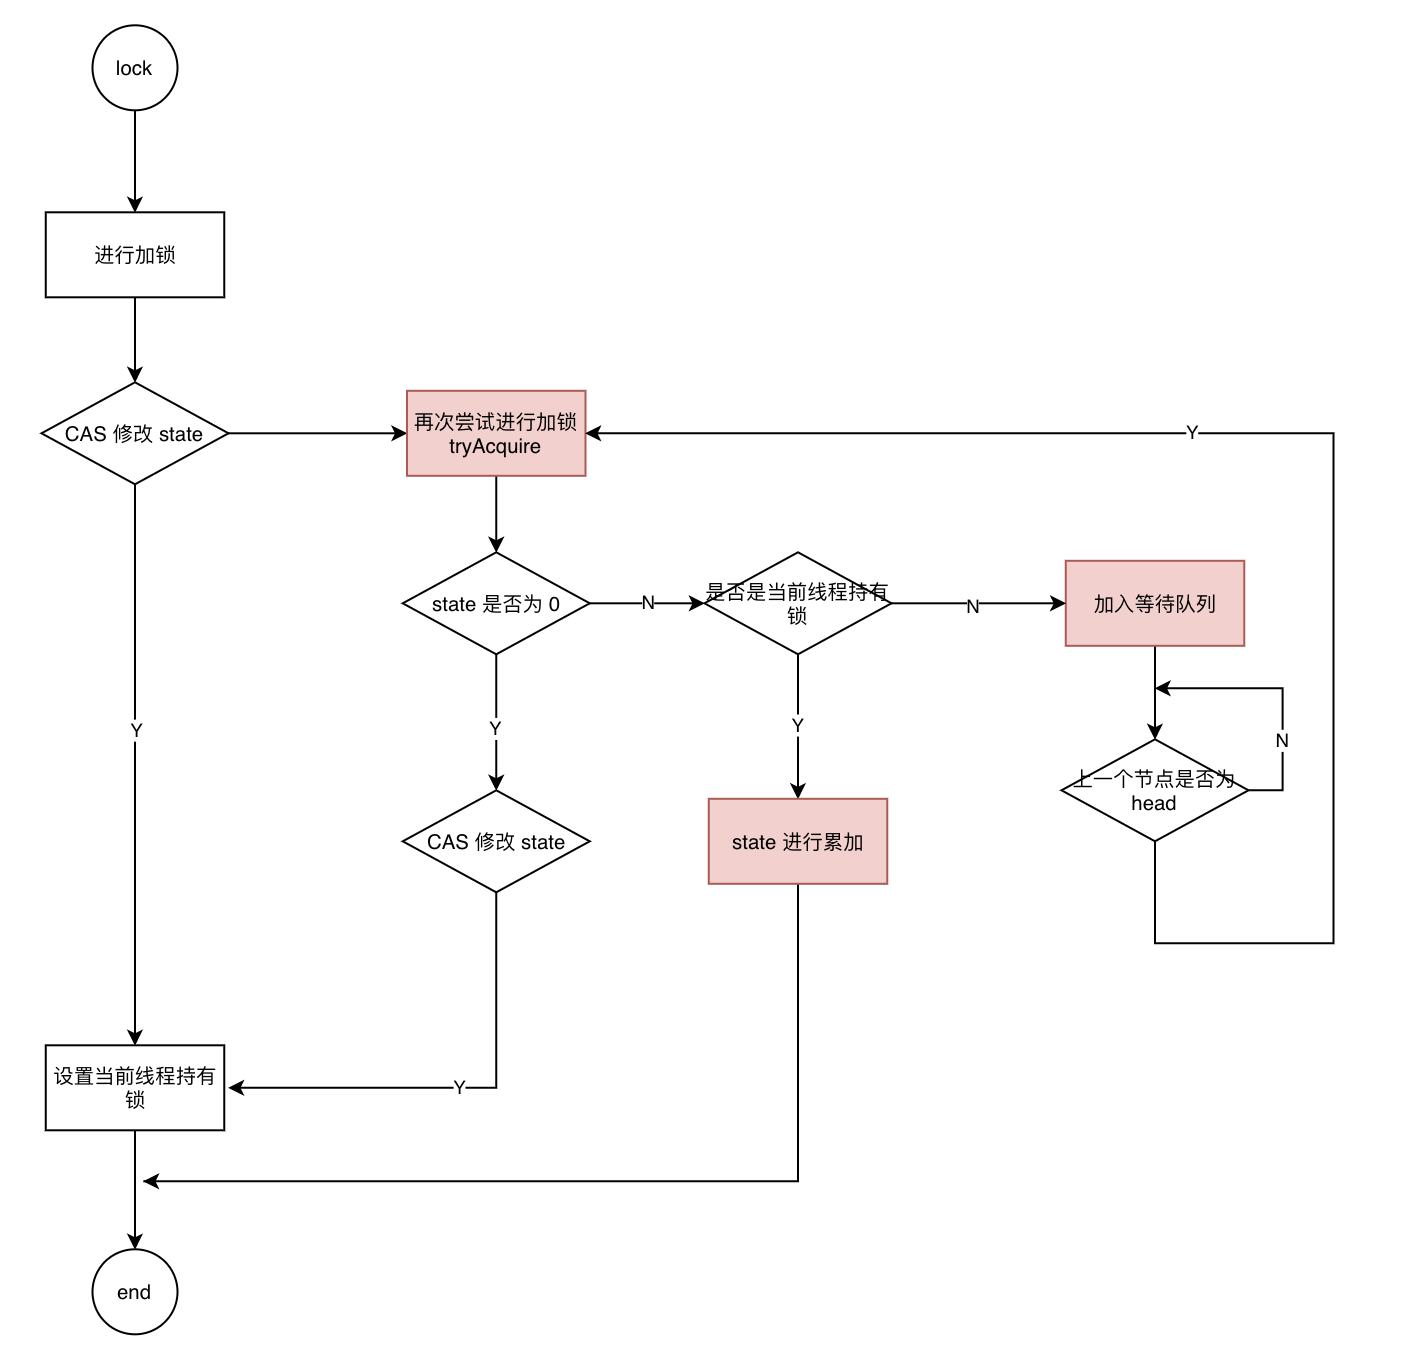 lock
进行加锁
CAS 修改 state
再次尝试进行加锁
tryAcquire
Y
state 是否为 0
N
是否是当前线程持有
锁
N
加入等待队列
Y
Y
Y
N
上一个节点是否为
head
CAS 修改 state
state 进行累加
设置当前线程持有
锁
Y
end